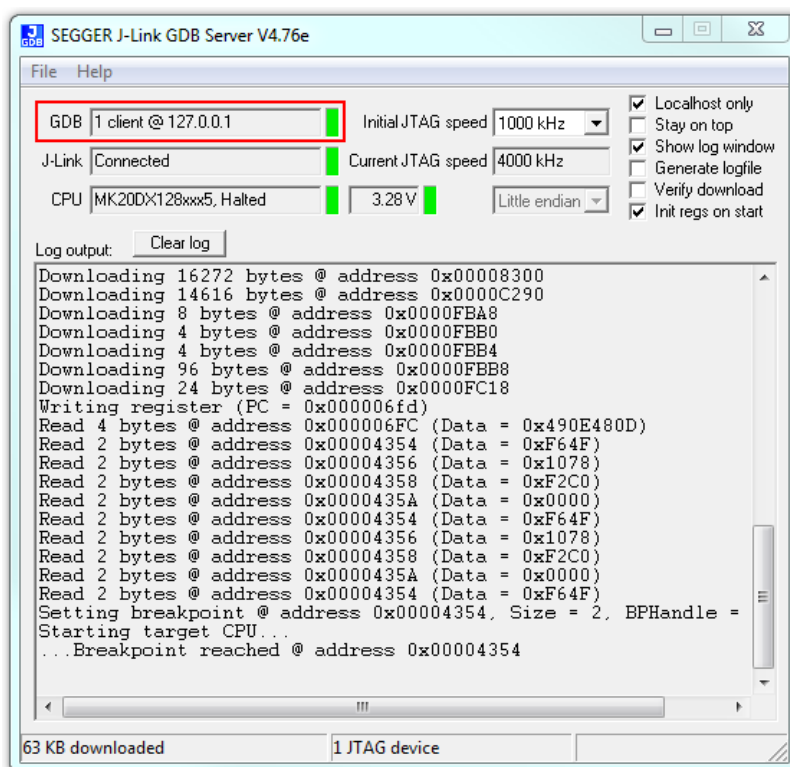 J GDB SEGGER J-Link GDB Server V4.76e
File Help
GDB 1 client @ 127.0.0.1 Initial JTAG speed 1000 kHz Localhost only
Stay on top
J-Link Connected Current JTAG speed 4000 kHz Show log window
Generate logfile
CPU MK20DX128xxx5, Halted 3.28 V Little endian Verify download
Init regs on start
Log output: Clear log
Downloading 16272 bytes @ address 0x00008300
Downloading 14616 bytes @ address 0x0000C290
Downloading 8 bytes @ address 0x0000FBA8
Downloading 4 bytes @ address 0x0000FBB0
Downloading 4 bytes @ address 0x0000FBB4
Downloading 96 bytes @ address 0x0000FBB8
Downloading 24 bytes @ address 0x0000FC18
Writing register (PC = 0x000006fd)
Read 4 bytes @ address 0x000006FC (Data = 0x490E480D)
Read 2 bytes @ address 0x00004354 (Data = 0xF64F)
Read 2 bytes @ address 0x00004356 (Data = 0x1078)
Read 2 bytes @ address 0x00004358 (Data = 0xF2C0)
Read 2 bytes @ address 0x0000435A (Data = 0x0000)
Read 2 bytes @ address 0x00004354 (Data = 0xF64F)
Read 2 bytes @ address 0x00004356 (Data = 0x1078)
Read 2 bytes @ address 0x00004358 (Data = 0xF2C0)
Read 2 bytes @ address 0x0000435A (Data = 0x0000)
Read 2 bytes @ address 0x00004354 (Data = 0xF64F)
Setting breakpoint @ address 0x00004354, Size = 2, BPHandle =
Starting target CPU...
...Breakpoint reached @ address 0x00004354
63 KB downloaded 1 JTAG device